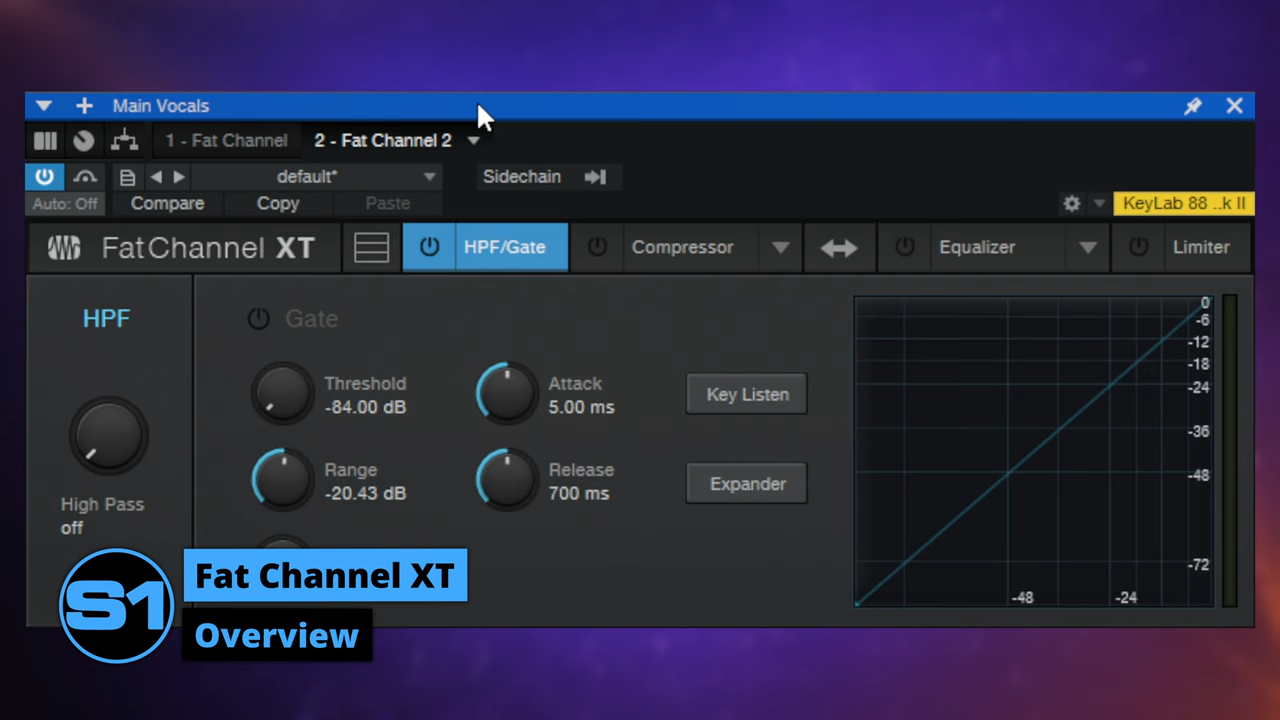 Main Vocals
1 - Fat Channel 2 - Fat Channel 2
default* Sidechain
Auto: Off Compare Copy Paste KeyLab 88 ..k II
FatChannel XT HPF/Gate Compressor Equalizer Limiter
HPF
Gate
Threshold
-84.00 dB
Attack
5.00 ms
Key Listen
Range
-20.43 dB
Release
700 ms
Expander
High Pass
off
0
-6
-12
-18
-24
-36
-48
-72
-48 -24
S1
Fat Channel XT
Overview